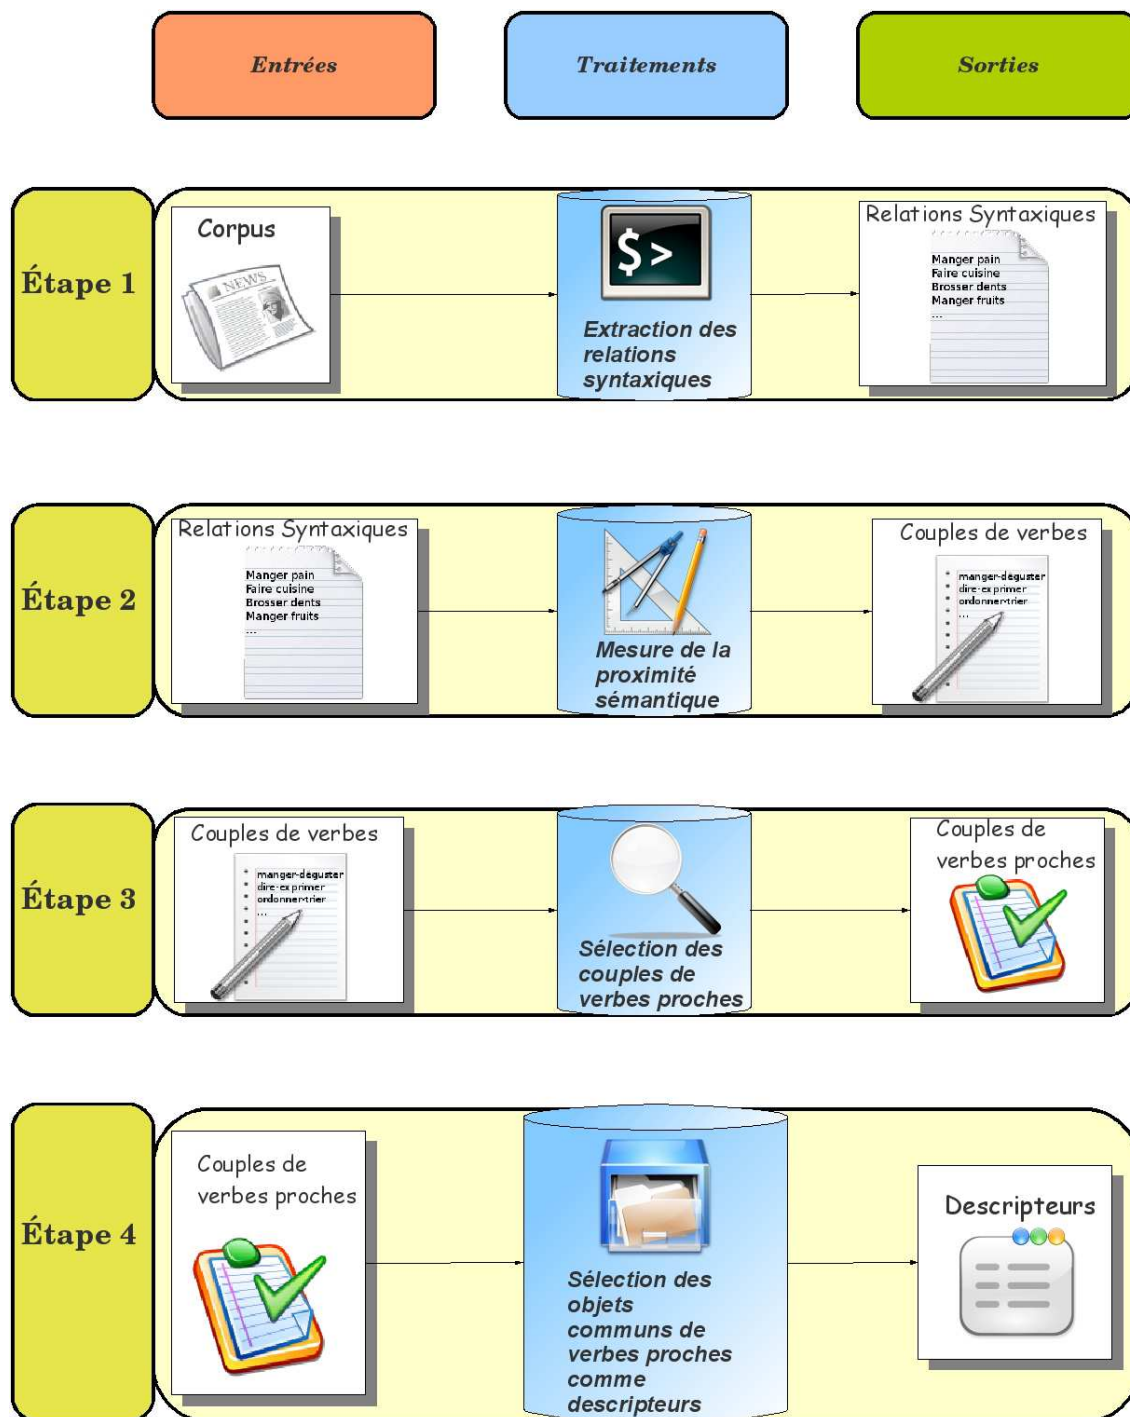 Entrées
Traitements
Sorties
Étape 1
Corpus
NEWS
$ >
Extraction des
relations
syntaxiques
Relations Syntaxiques
Manger pain
Faire cuisine
Brosser dents
Manger fruits
...
Étape 2
Relations Syntaxiques
Manger pain
Faire cuisine
Brosser dents
Manger fruits
...
Mesure de la
proximité
sémantique
Couples de verbes
manger-déguster
dire-exprimer
ordonner-trier
...
Étape 3
Couples de verbes
manger-déguster
dire-exprimer
ordonner-trier
...
Sélection des
couples de
verbes proches
Couples de
verbes proches
Étape 4
Couples de
verbes proches
Sélection des
objets
communs de
verbes proches
comme
descripteurs
Descripteurs